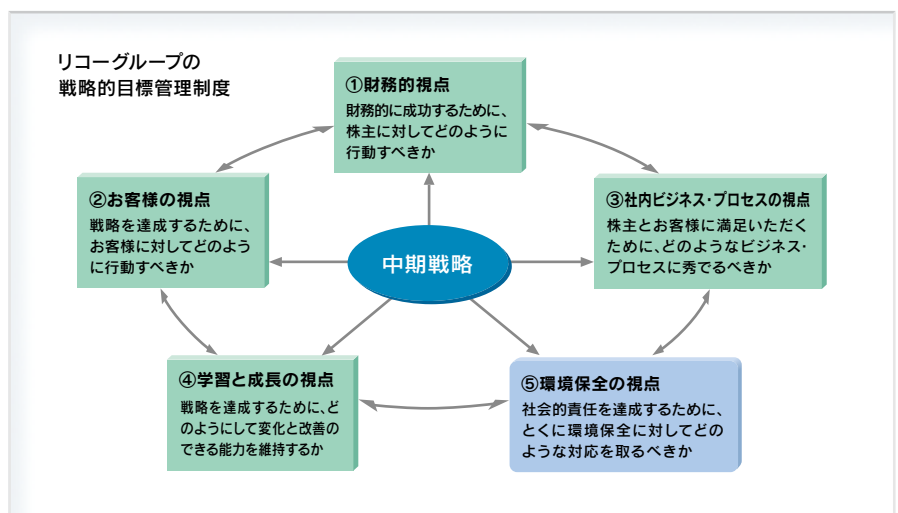 リコーグループの
戦略的目標管理制度
①財務的視点
財務的に成功するために、
株主に対してどのように
行動すべきか
②お客様の視点
戦略を達成するために、
お客様に対してどのよう
に行動すべきか
③社内ビジネス・プロセスの視点
株主とお客様に満足いただく
ために、どのようなビジネス・
プロセスに秀でるべきか
中期戦略
④学習と成長の視点
戦略を達成するために、ど
のようにして変化と改善の
できる能力を維持するか
⑤環境保全の視点
社会的責任を達成するために、
とくに環境保全に対してどの
ような対応を取るべきか